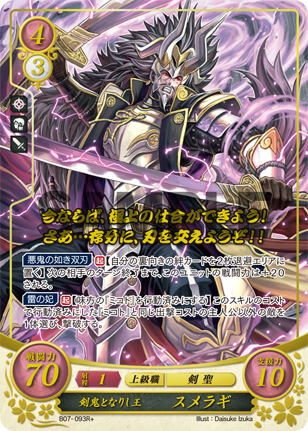 4
3
今ならば、極上の仕合ができよう!
さあ…存分に、刃を交えようぞ!!
悪鬼の如き双刃 起 [自分の裏向きの絆カードを2枚退避エリアに
置く]次の相手のターン終了まで、このユニットの戦闘力は+20
される。
雷の妃 起 [味方の『ミコト』を行動済みにする]このスキルのコスト
で行動済みにした『ミコト』と同じ出撃コストの主人公以外の敵を
1体選び、撃破する。
戦闘力
70
射程 1 上級職 剣聖
支援力
10
剣鬼となりし王 スメラギ
B07-093R+ Illust:Daisuke Izuka